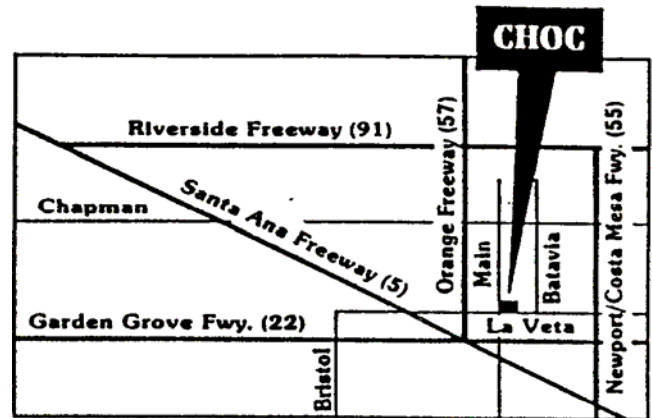 CHOC
Riverside Freeway (91)
Orange Freeway (57)
Newport/Costa Mesa Fwy. (55)
Santa Ana Freeway (5)
Chapman
Main
Batavia
Garden Grove Fwy. (22)
La Veta
Bristol